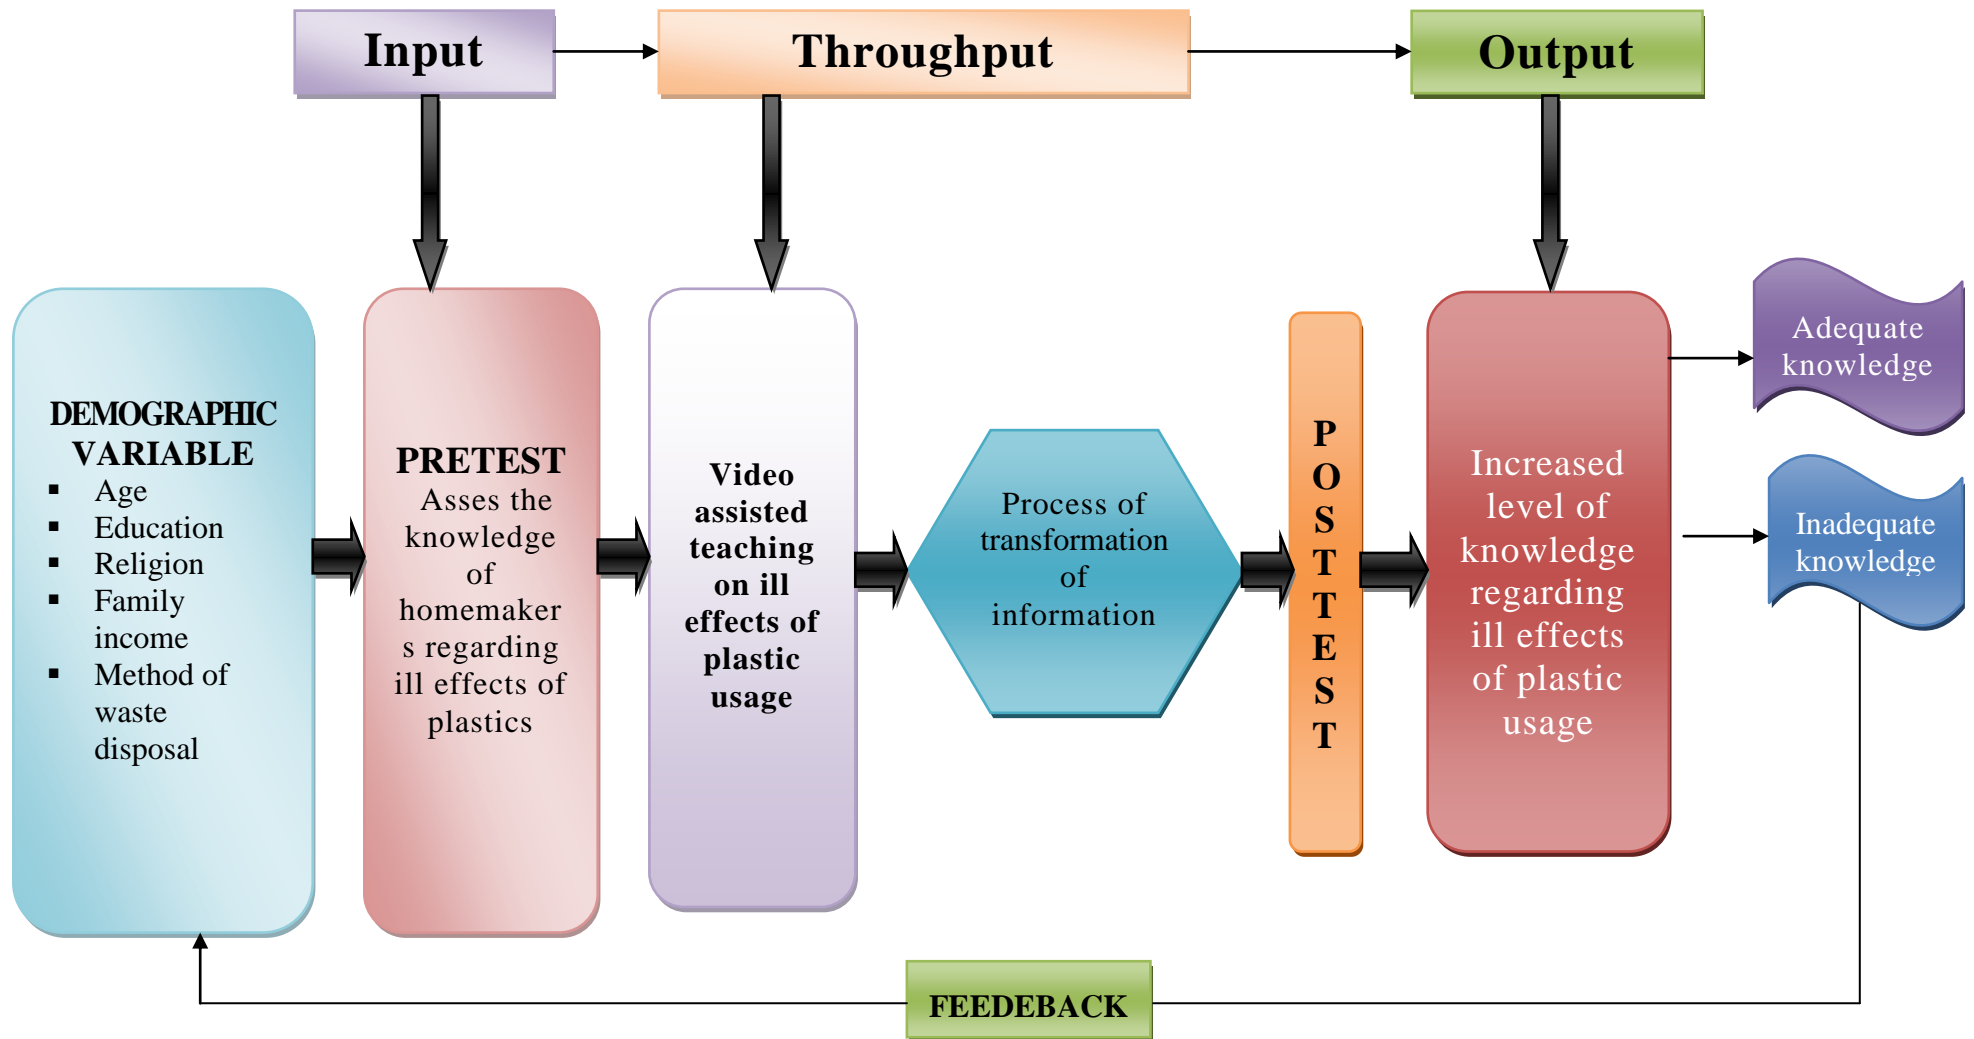 Input
Throughput
Output
DEMOGRAPHIC
VARIABLE
▪ Age
▪ Education
▪ Religion
▪ Family
income
▪ Method of
waste
disposal
PRETEST
Asses the
knowledge
of
homemaker
s regarding
ill effects of
plastics
Video
assisted
teaching
on ill
effects of
plastic
usage
Process of
transformation
of
information
P
O
S
T
T
E
S
T
Increased
level of
knowledge
regarding
ill effects
of plastic
usage
Adequate
knowledge
Inadequate
knowledge
FEEDEBACK